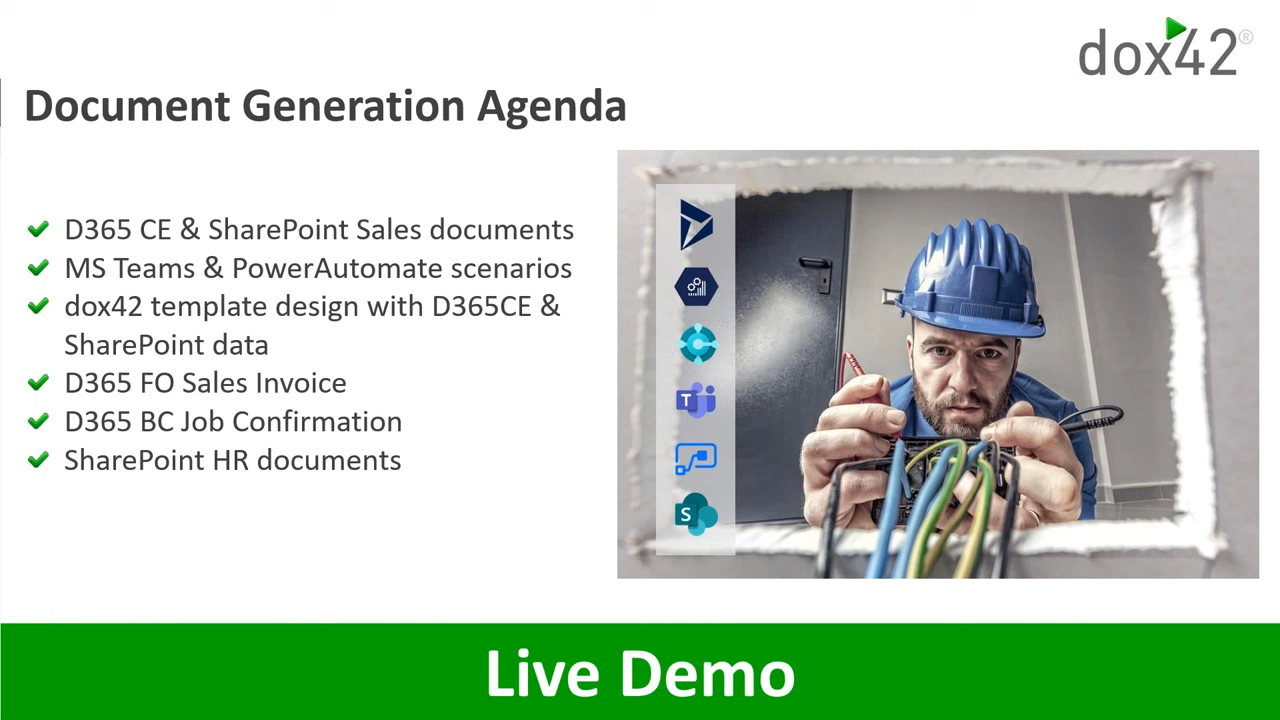 dox42®
Document Generation Agenda
D365 CE & SharePoint Sales documents
MS Teams & PowerAutomate scenarios
dox42 template design with D365CE &
SharePoint data
D365 FO Sales Invoice
D365 BC Job Confirmation
SharePoint HR documents
T
S
Live Demo